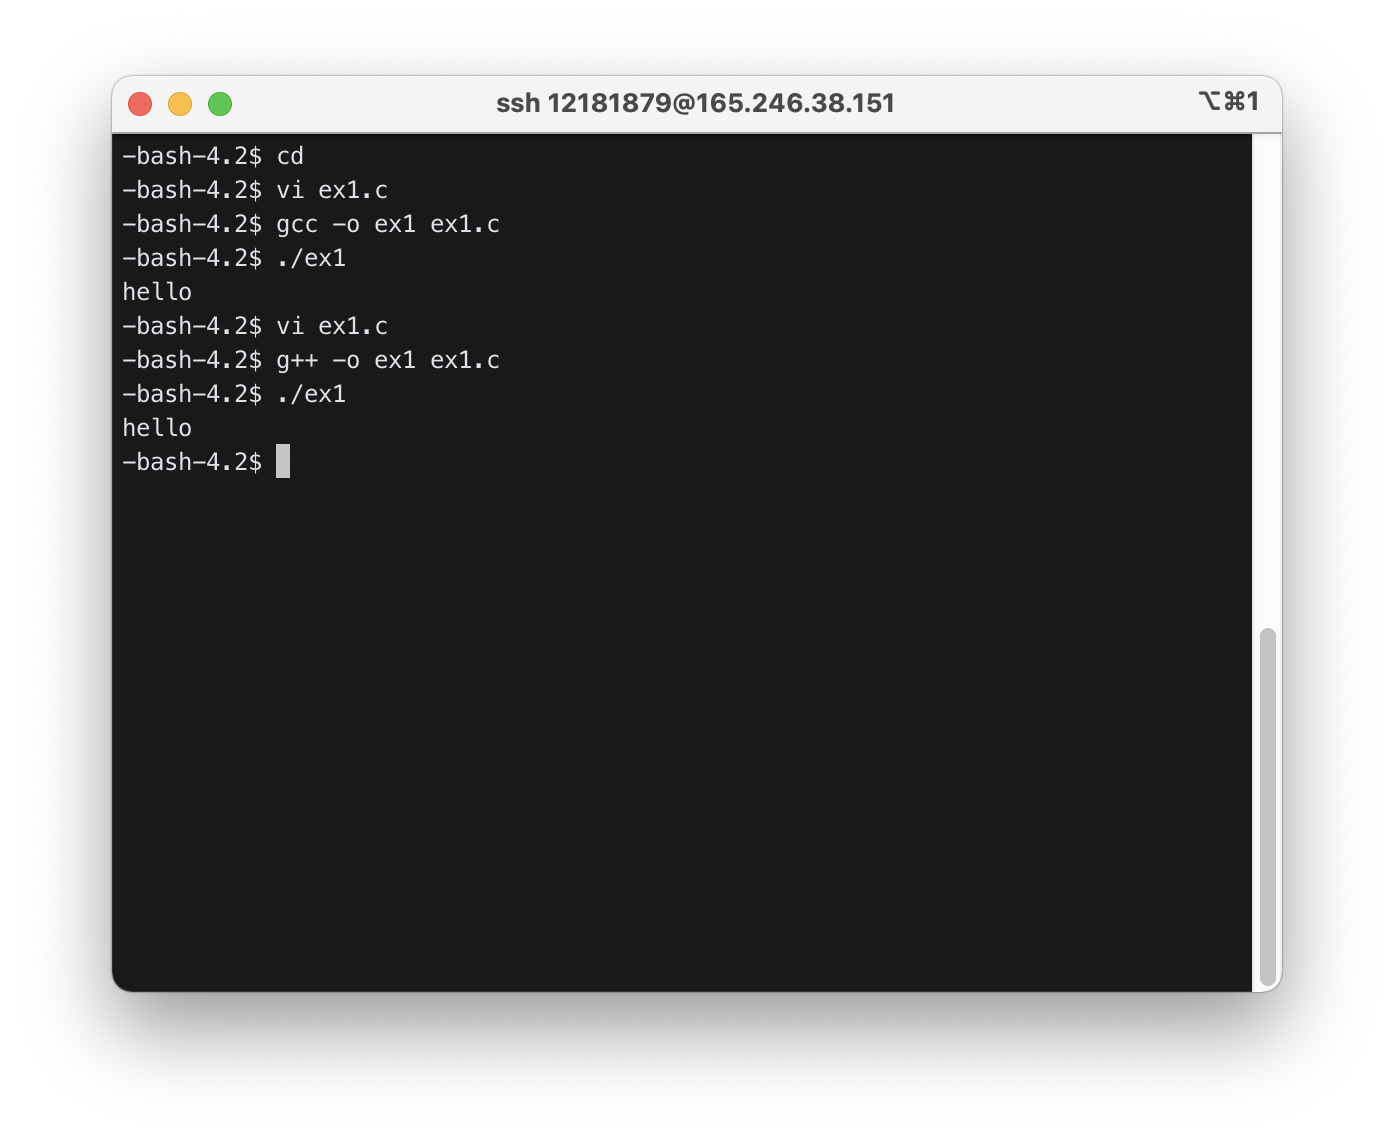 ssh 12181879@165.246.38.151 ⌥⌘1
-bash-4.2$ cd
-bash-4.2$ vi ex1.c
-bash-4.2$ gcc -o ex1 ex1.c
-bash-4.2$ ./ex1
hello
-bash-4.2$ vi ex1.c
-bash-4.2$ g++ -o ex1 ex1.c
-bash-4.2$ ./ex1
hello
-bash-4.2$